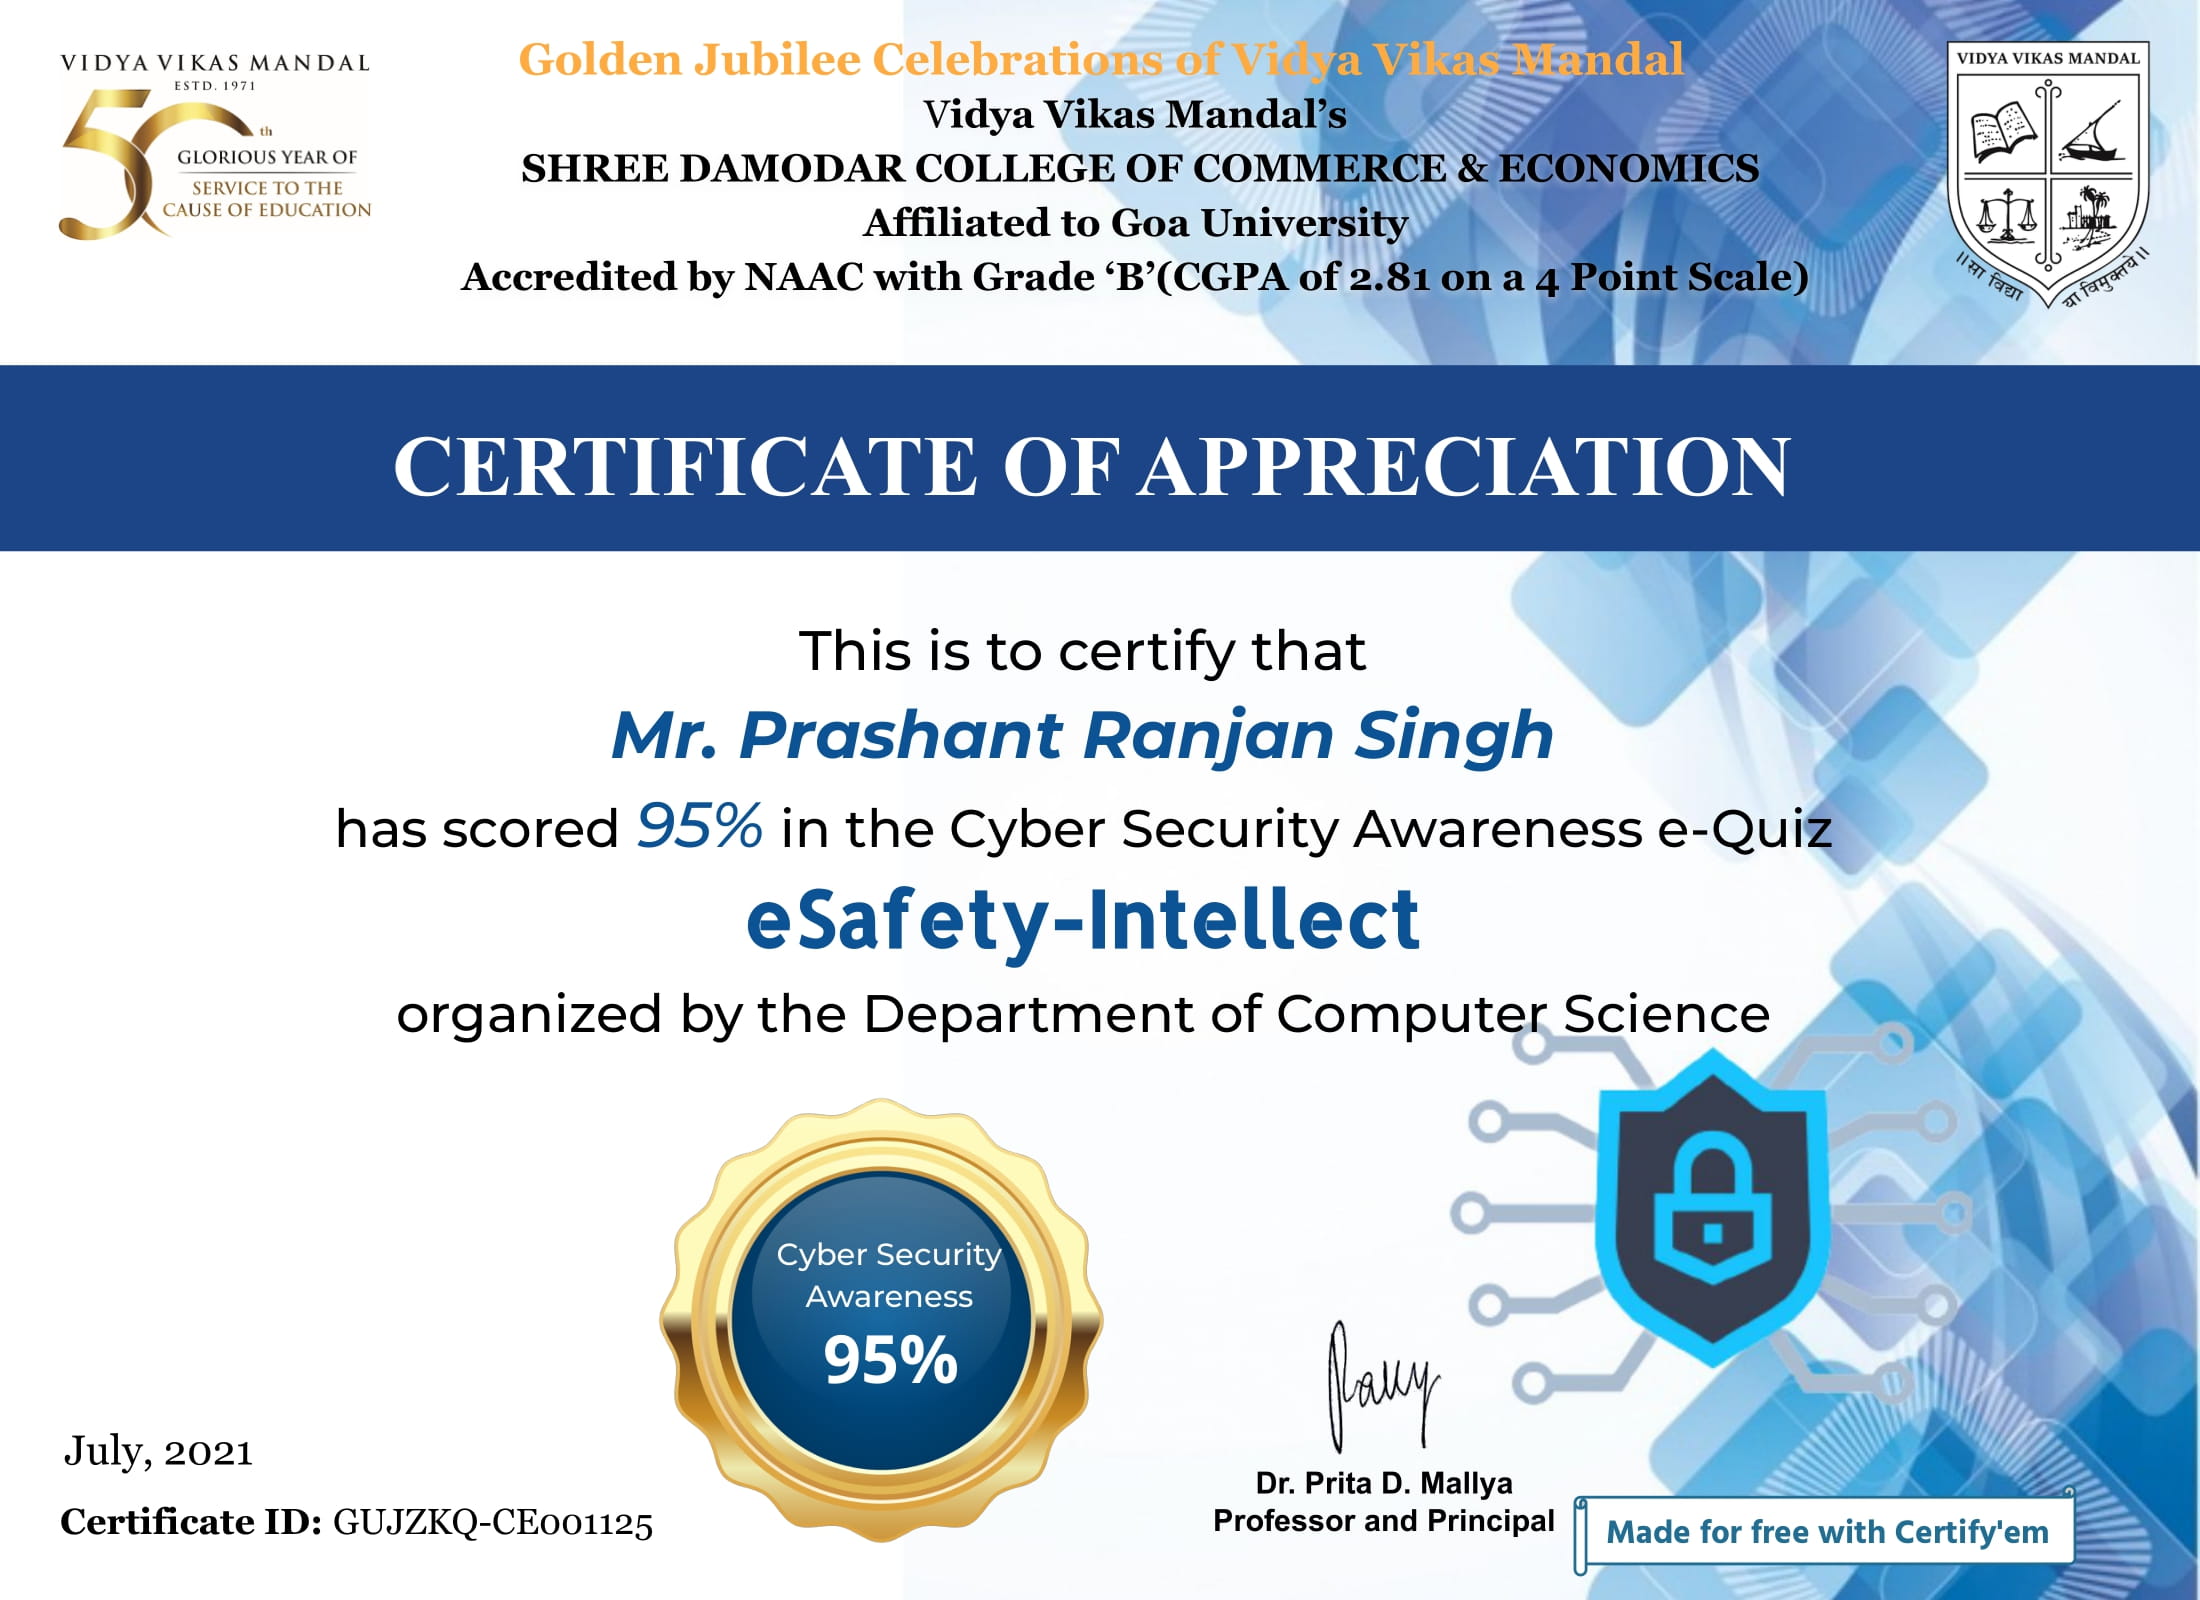 VIDYA VIKAS MANDAL
ESTD. 1971
50th
GLORIOUS YEAR OF
SERVICE TO THE
CAUSE OF EDUCATION
Golden Jubilee Celebrations of Vidya Vikas Mandal
Vidya Vikas Mandal’s
SHREE DAMODAR COLLEGE OF COMMERCE & ECONOMICS
Affiliated to Goa University
Accredited by NAAC with Grade ‘B’(CGPA of 2.81 on a 4 Point Scale)
VIDYA VIKAS MANDAL
॥सा विद्या या विमुक्तये॥
CERTIFICATE OF APPRECIATION
This is to certify that
Mr. Prashant Ranjan Singh
has scored 95% in the Cyber Security Awareness e-Quiz
eSafety-Intellect
organized by the Department of Computer Science
Cyber Security
Awareness
95%
July, 2021
Certificate ID: GUJZKQ-CE001125
Dr. Prita D. Mallya
Professor and Principal
Made for free with Certify'em